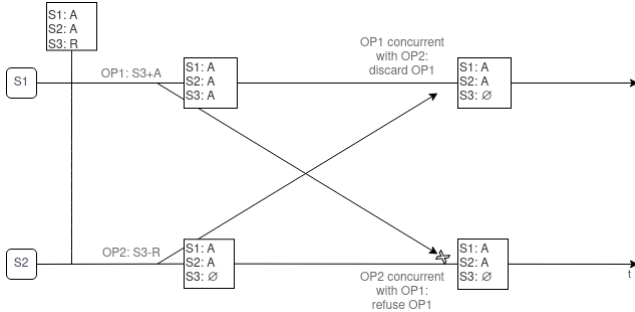 S1: A
S2: A
S3: R
S1
OP1: S3+A
S1: A
S2: A
S3: A
OP1 concurrent
with OP2:
discard OP1
S1: A
S2: A
S3: ∅
S2
OP2: S3-R
S1: A
S2: A
S3: ∅
OP2 concurrent
with OP1:
refuse OP1
S1: A
S2: A
S3: ∅
t